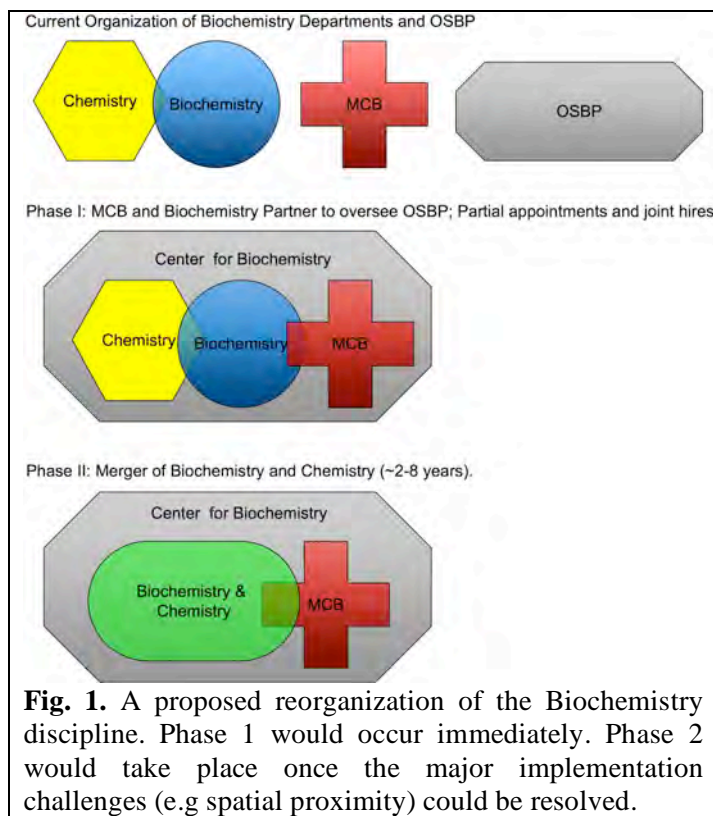 Current Organization of Biochemistry Departments and OSBP
Chemistry
Biochemistry
MCB
OSBP
Phase I: MCB and Biochemistry Partner to oversee OSBP; Partial appointments and joint hires
Center for Biochemistry
Chemistry
Biochemistry
MCB
Phase II: Merger of Biochemistry and Chemistry (~2-8 years).
Center for Biochemistry
Biochemistry &
Chemistry
MCB
Fig. 1. A proposed reorganization of the Biochemistry
discipline. Phase 1 would occur immediately. Phase 2
would take place once the major implementation
challenges (e.g spatial proximity) could be resolved.